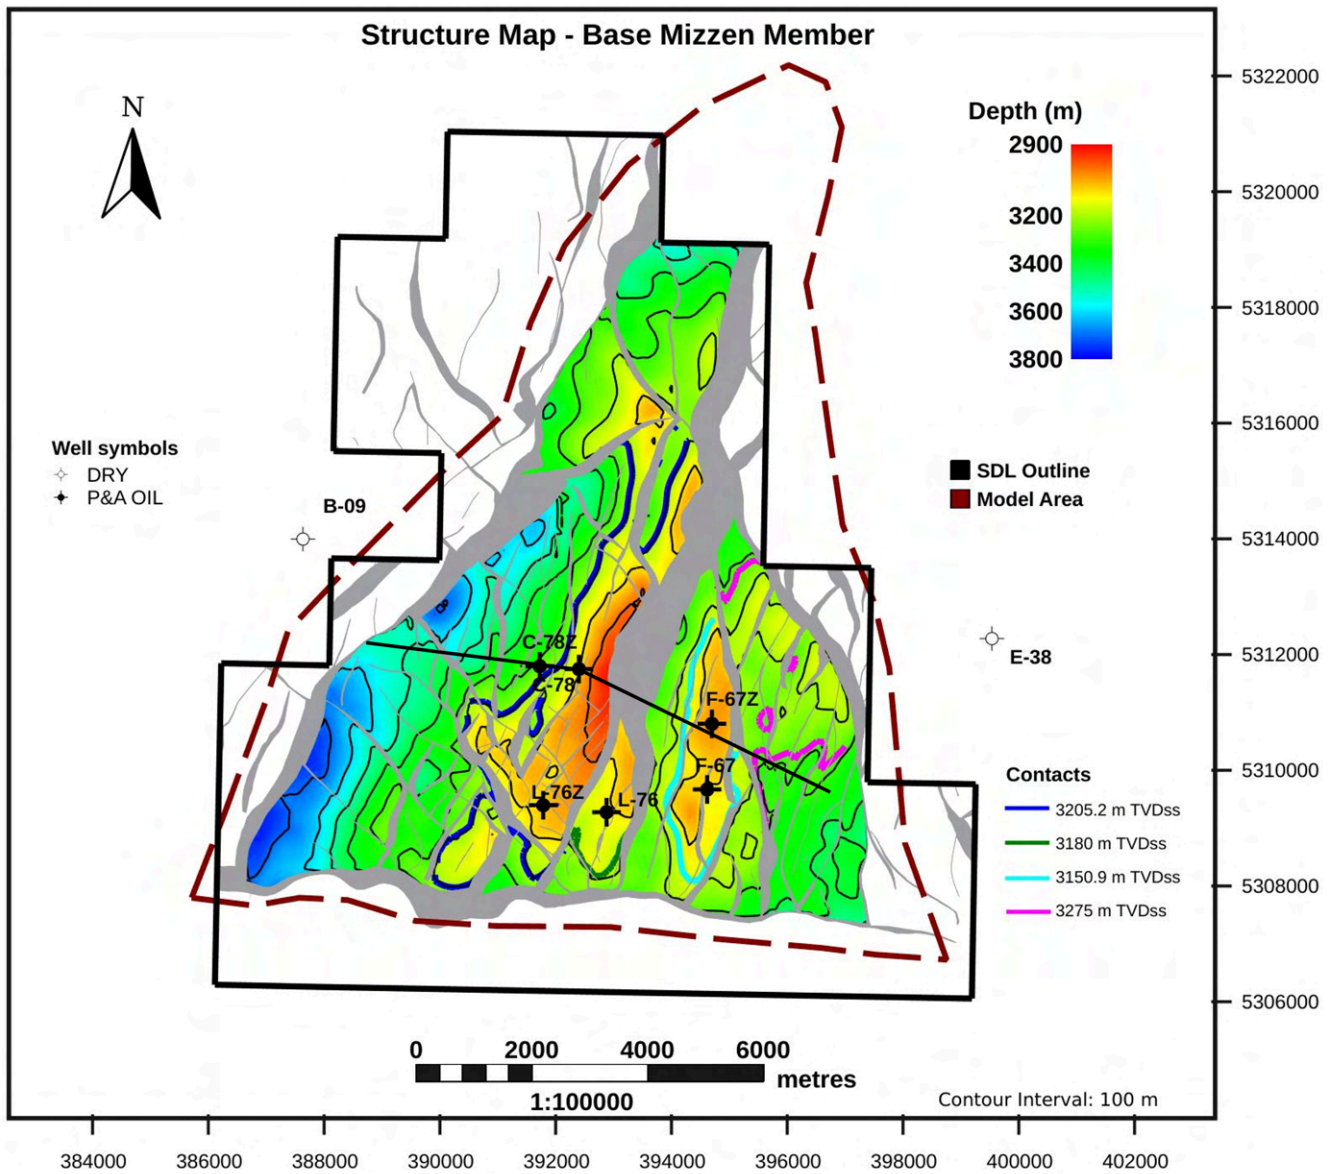 Structure Map - Base Mizzen Member
N
Depth (m)
2900
3200
3400
3600
3800
5322000
5320000
5318000
5316000
5314000
5312000
5310000
5308000
5306000
Well symbols
DRY
P&A OIL
B-09
SDL Outline
Model Area
E-38
C-78Z
C-78
F-67Z
F-67
L-76Z
L-76
Contacts
3205.2 m TVDss
3180 m TVDss
3150.9 m TVDss
3275 m TVDss
0 2000 4000 6000
metres
1:100000
Contour Interval: 100 m
384000 386000 388000 390000 392000 394000 396000 398000 400000 402000